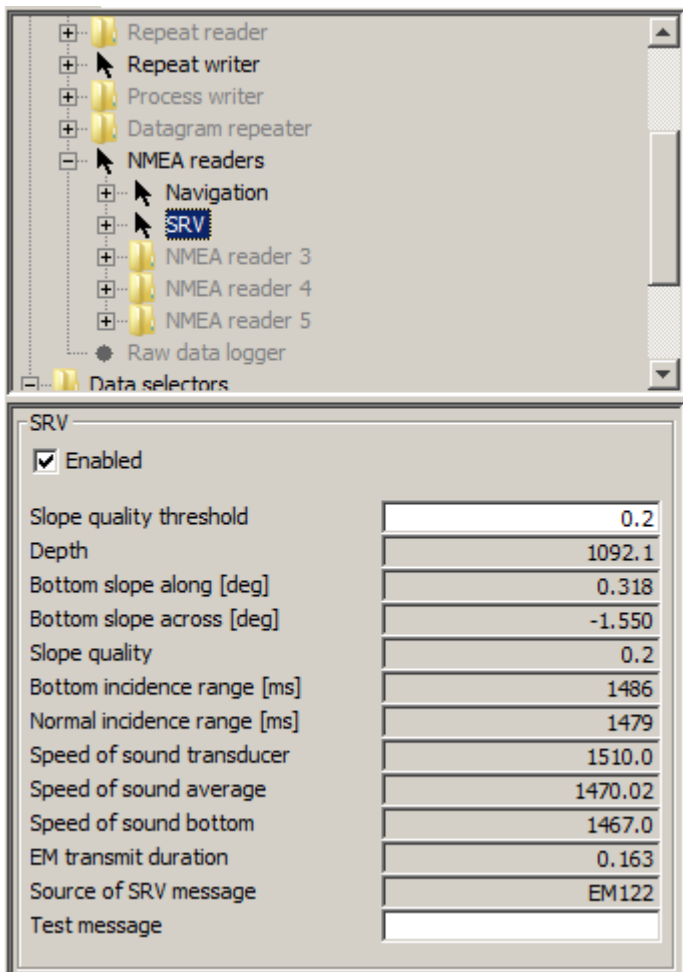 Repeat reader
Repeat writer
Process writer
Datagram repeater
NMEA readers
Navigation
SRV
NMEA reader 3
NMEA reader 4
NMEA reader 5
Raw data logger
Data selectors
SRV
Enabled
Slope quality threshold 0.2
Depth 1092.1
Bottom slope along [deg] 0.318
Bottom slope across [deg] -1.550
Slope quality 0.2
Bottom incidence range [ms] 1486
Normal incidence range [ms] 1479
Speed of sound transducer 1510.0
Speed of sound average 1470.02
Speed of sound bottom 1467.0
EM transmit duration 0.163
Source of SRV message EM122
Test message